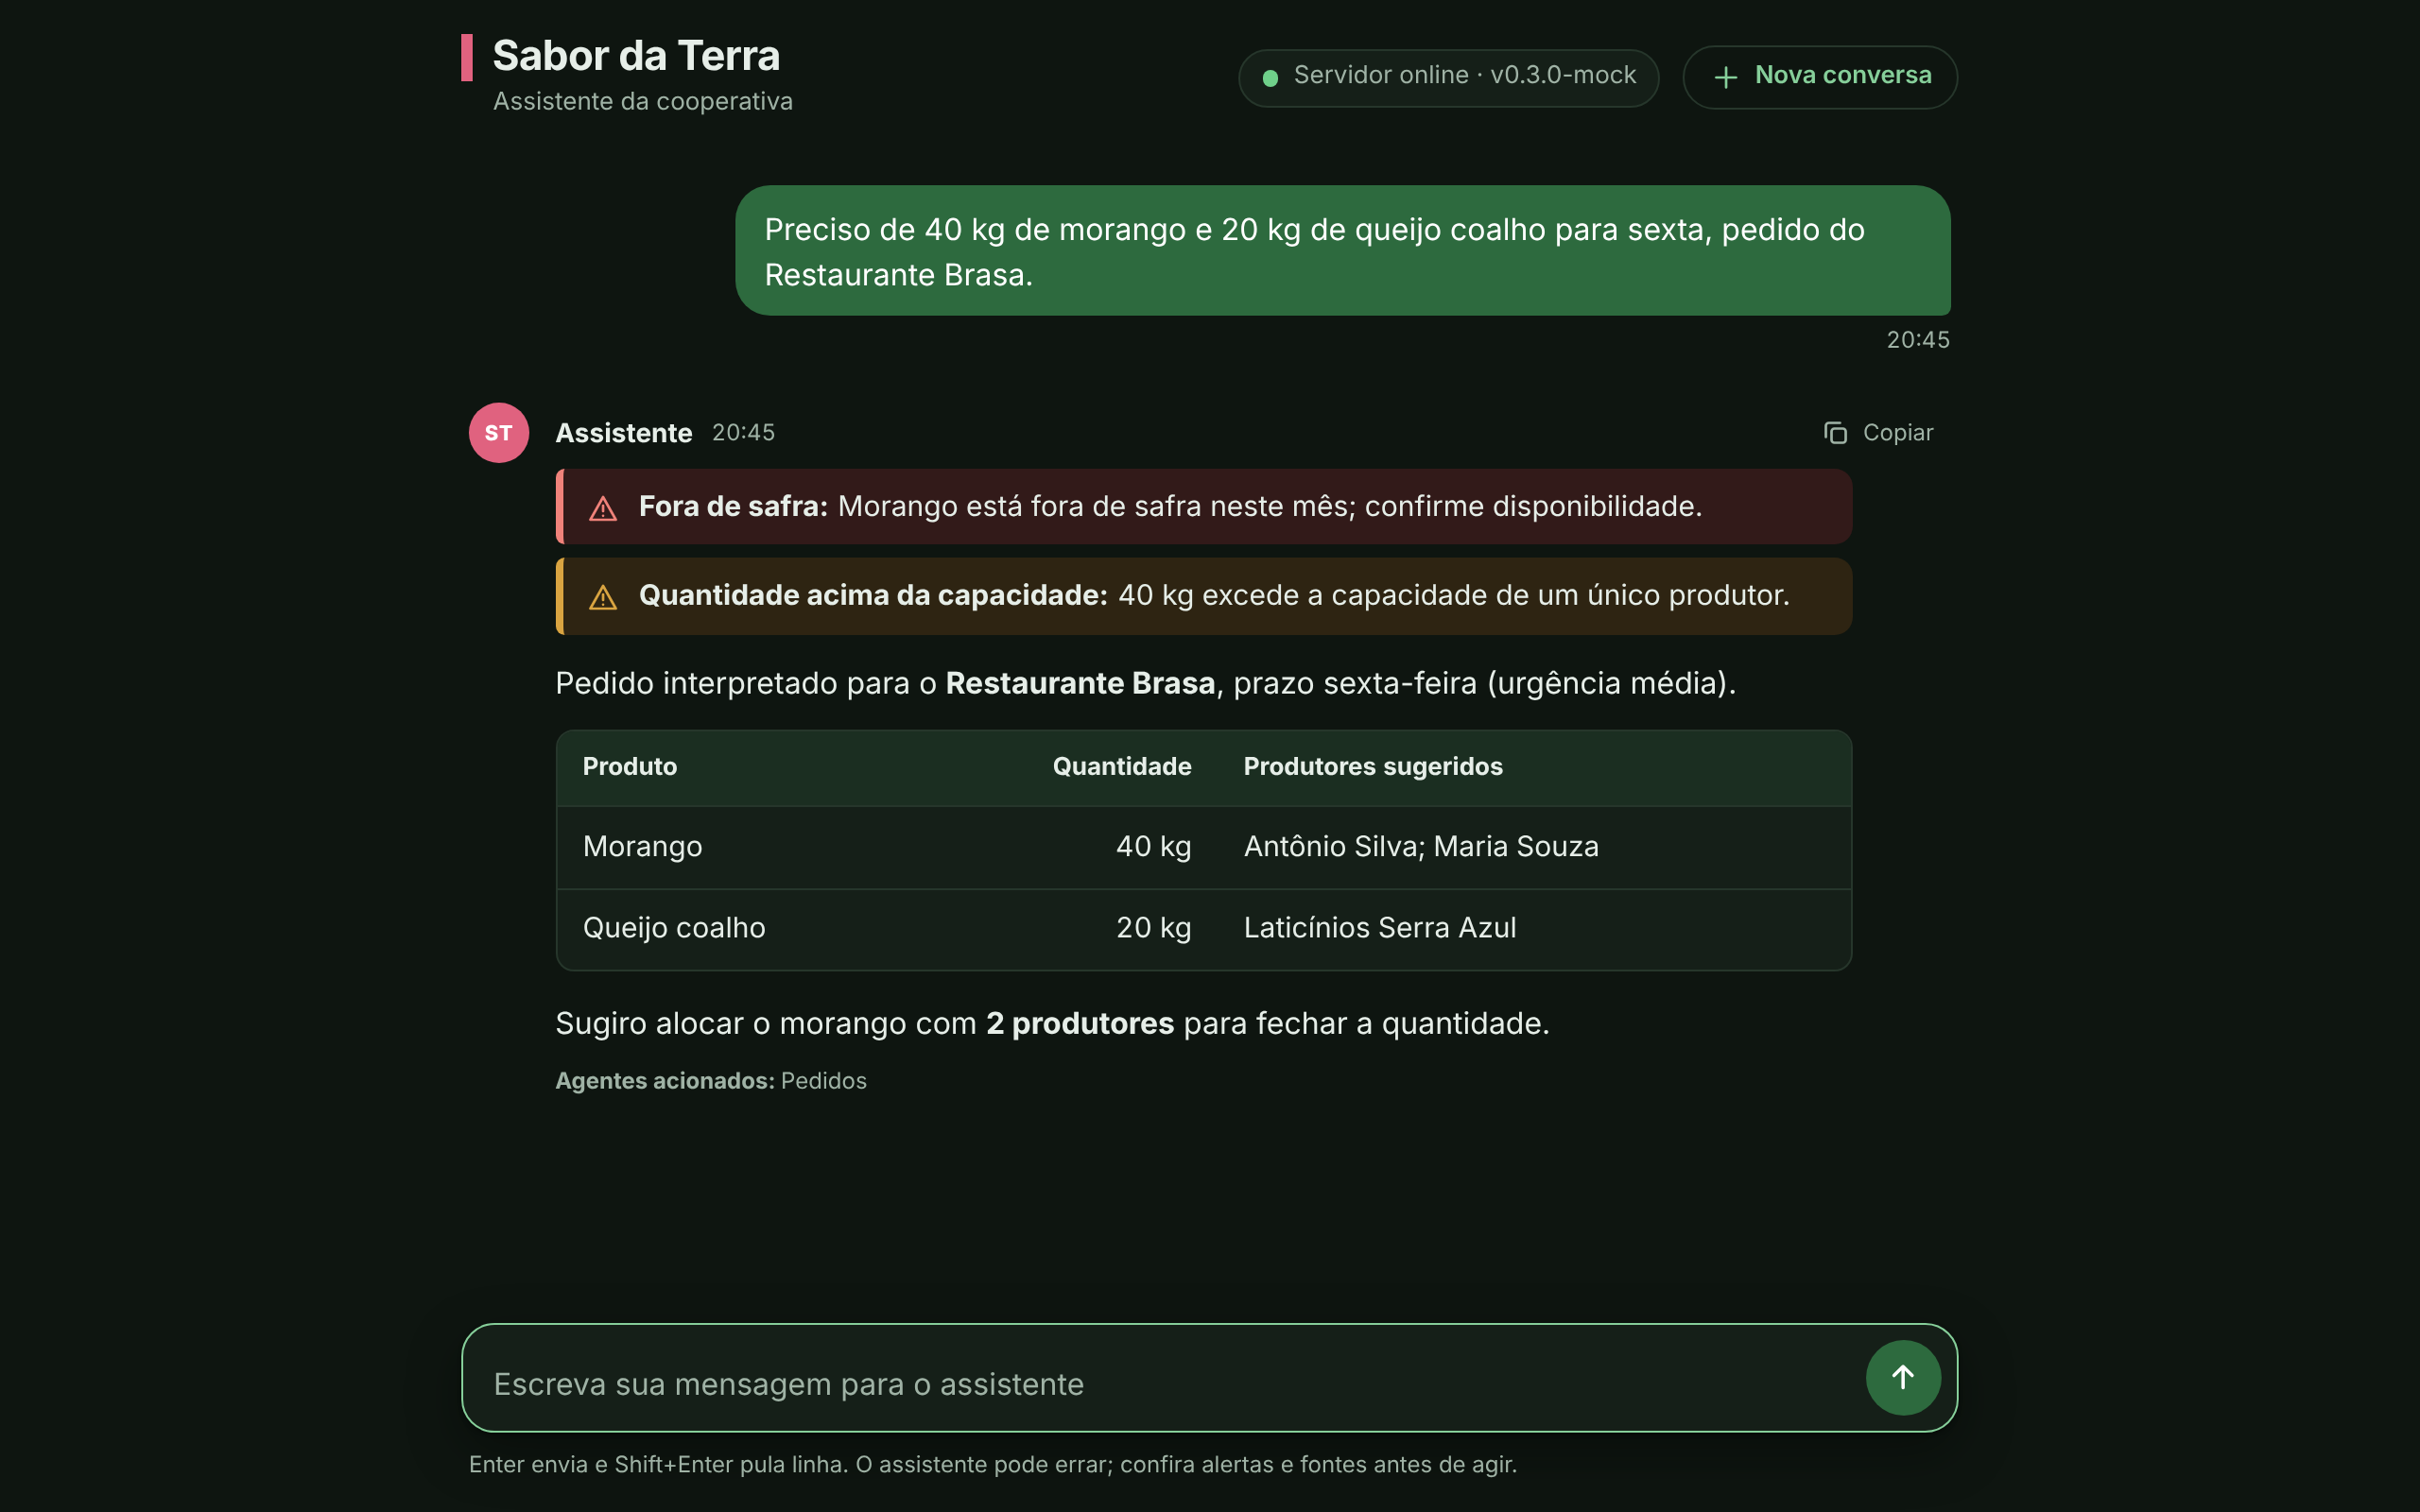 Sabor da Terra
Assistente da cooperativa
Servidor online · v0.3.0-mock
Nova conversa
Preciso de 40 kg de morango e 20 kg de queijo coalho para sexta, pedido do
Restaurante Brasa.
20:45
ST
Assistente 20:45
Copiar
Fora de safra: Morango está fora de safra neste mês; confirme disponibilidade.
Quantidade acima da capacidade: 40 kg excede a capacidade de um único produtor.
Pedido interpretado para o Restaurante Brasa, prazo sexta-feira (urgência média).
Produto Quantidade Produtores sugeridos
Morango 40 kg Antônio Silva; Maria Souza
Queijo coalho 20 kg Laticínios Serra Azul
Sugiro alocar o morango com 2 produtores para fechar a quantidade.
Agentes acionados: Pedidos
Escreva sua mensagem para o assistente
Enter envia e Shift+Enter pula linha. O assistente pode errar; confira alertas e fontes antes de agir.